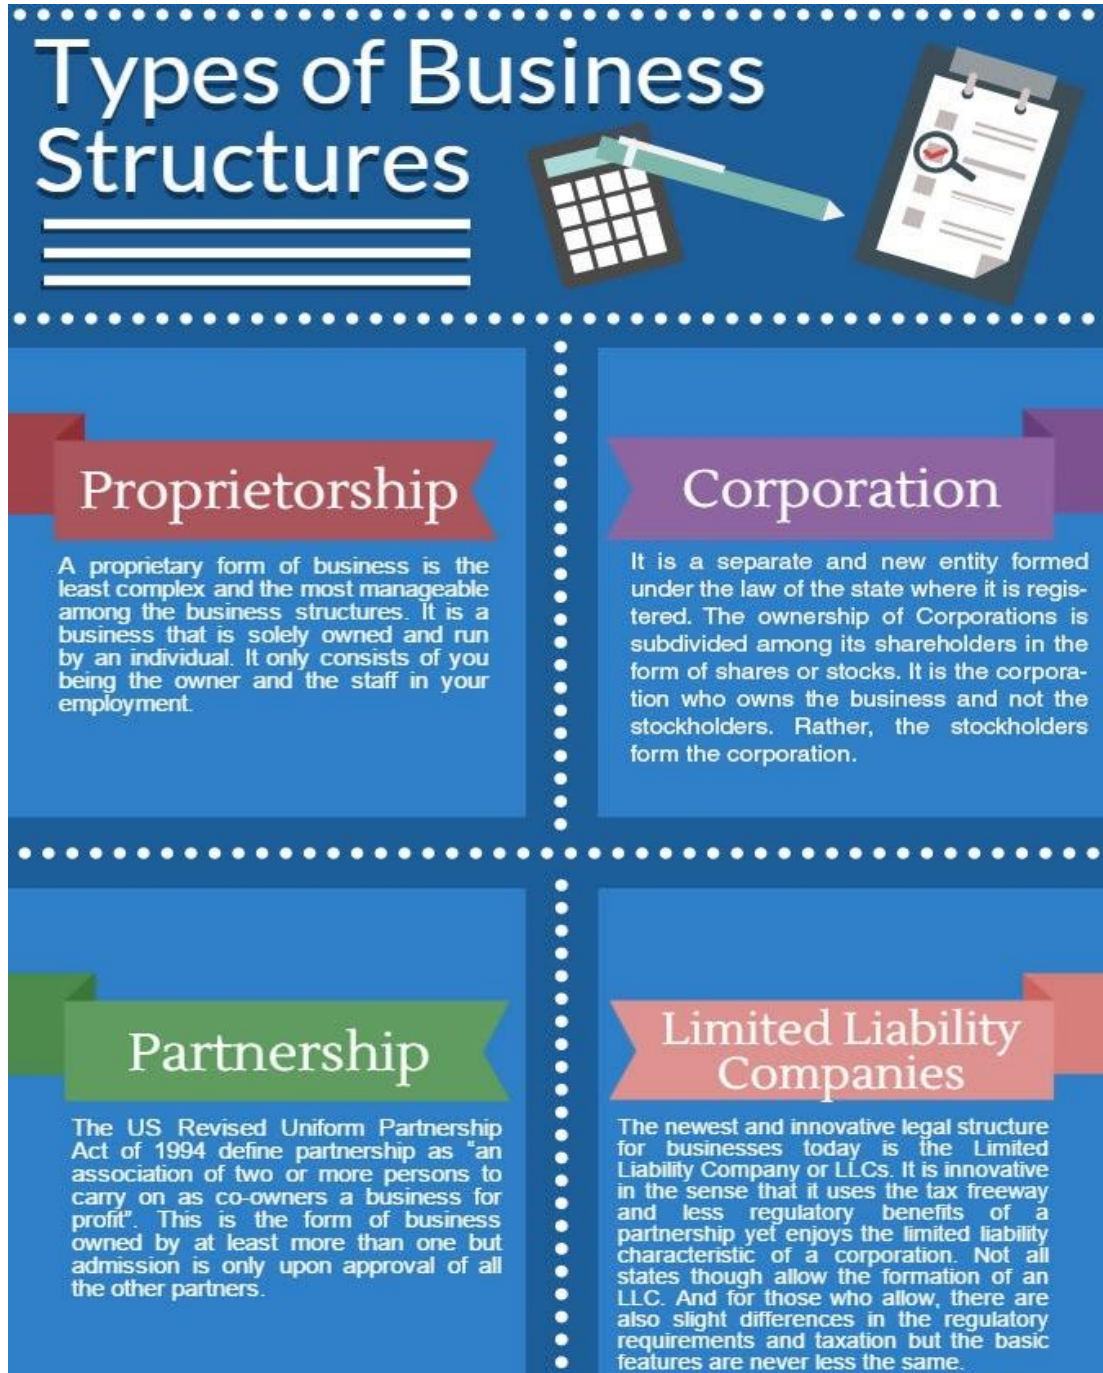 Types of Business
Structures
Proprietorship
A proprietary form of business is the
least complex and the most manageable
among the business structures. It is a
business that is solely owned and run
by an individual. It only consists of you
being the owner and the staff in your
employment.
Corporation
It is a separate and new entity formed
under the law of the state where it is regis-
tered. The ownership of Corporations is
subdivided among its shareholders in the
form of shares or stocks. It is the corpora-
tion who owns the business and not the
stockholders. Rather, the stockholders
form the corporation.
Partnership
The US Revised Uniform Partnership
Act of 1994 define partnership as "an
association of two or more persons to
carry on as co-owners a business for
profit". This is the form of business
owned by at least more than one but
admission is only upon approval of all
the other partners.
Limited Liability
Companies
The newest and innovative legal structure
for businesses today is the Limited
Liability Company or LLCs. It is innovative
in the sense that it uses the tax freeway
and less regulatory benefits of a
partnership yet enjoys the limited liability
characteristic of a corporation. Not all
states though allow the formation of an
LLC. And for those who allow, there are
also slight differences in the regulatory
requirements and taxation but the basic
features are never less the same.